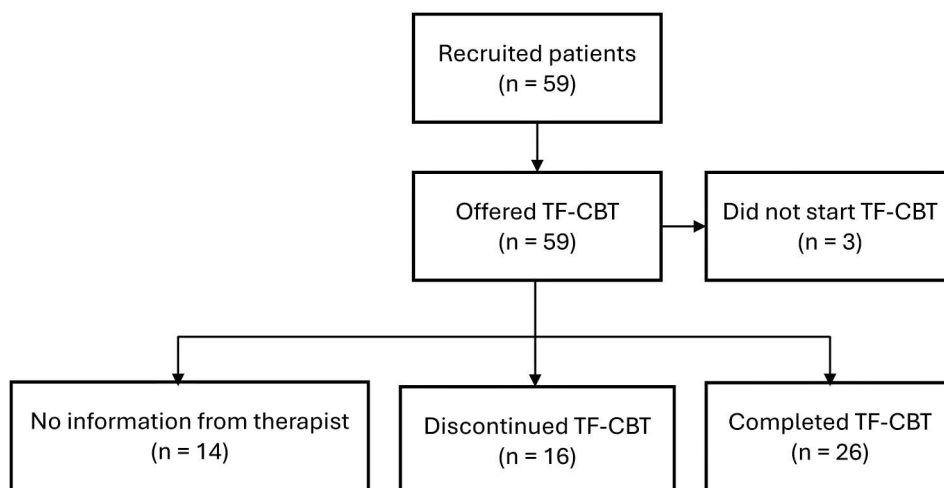 Recruited patients
(n = 59)
Offered TF-CBT
(n = 59)
Did not start TF-CBT
(n = 3)
No information from therapist
(n = 14)
Discontinued TF-CBT
(n = 16)
Completed TF-CBT
(n = 26)